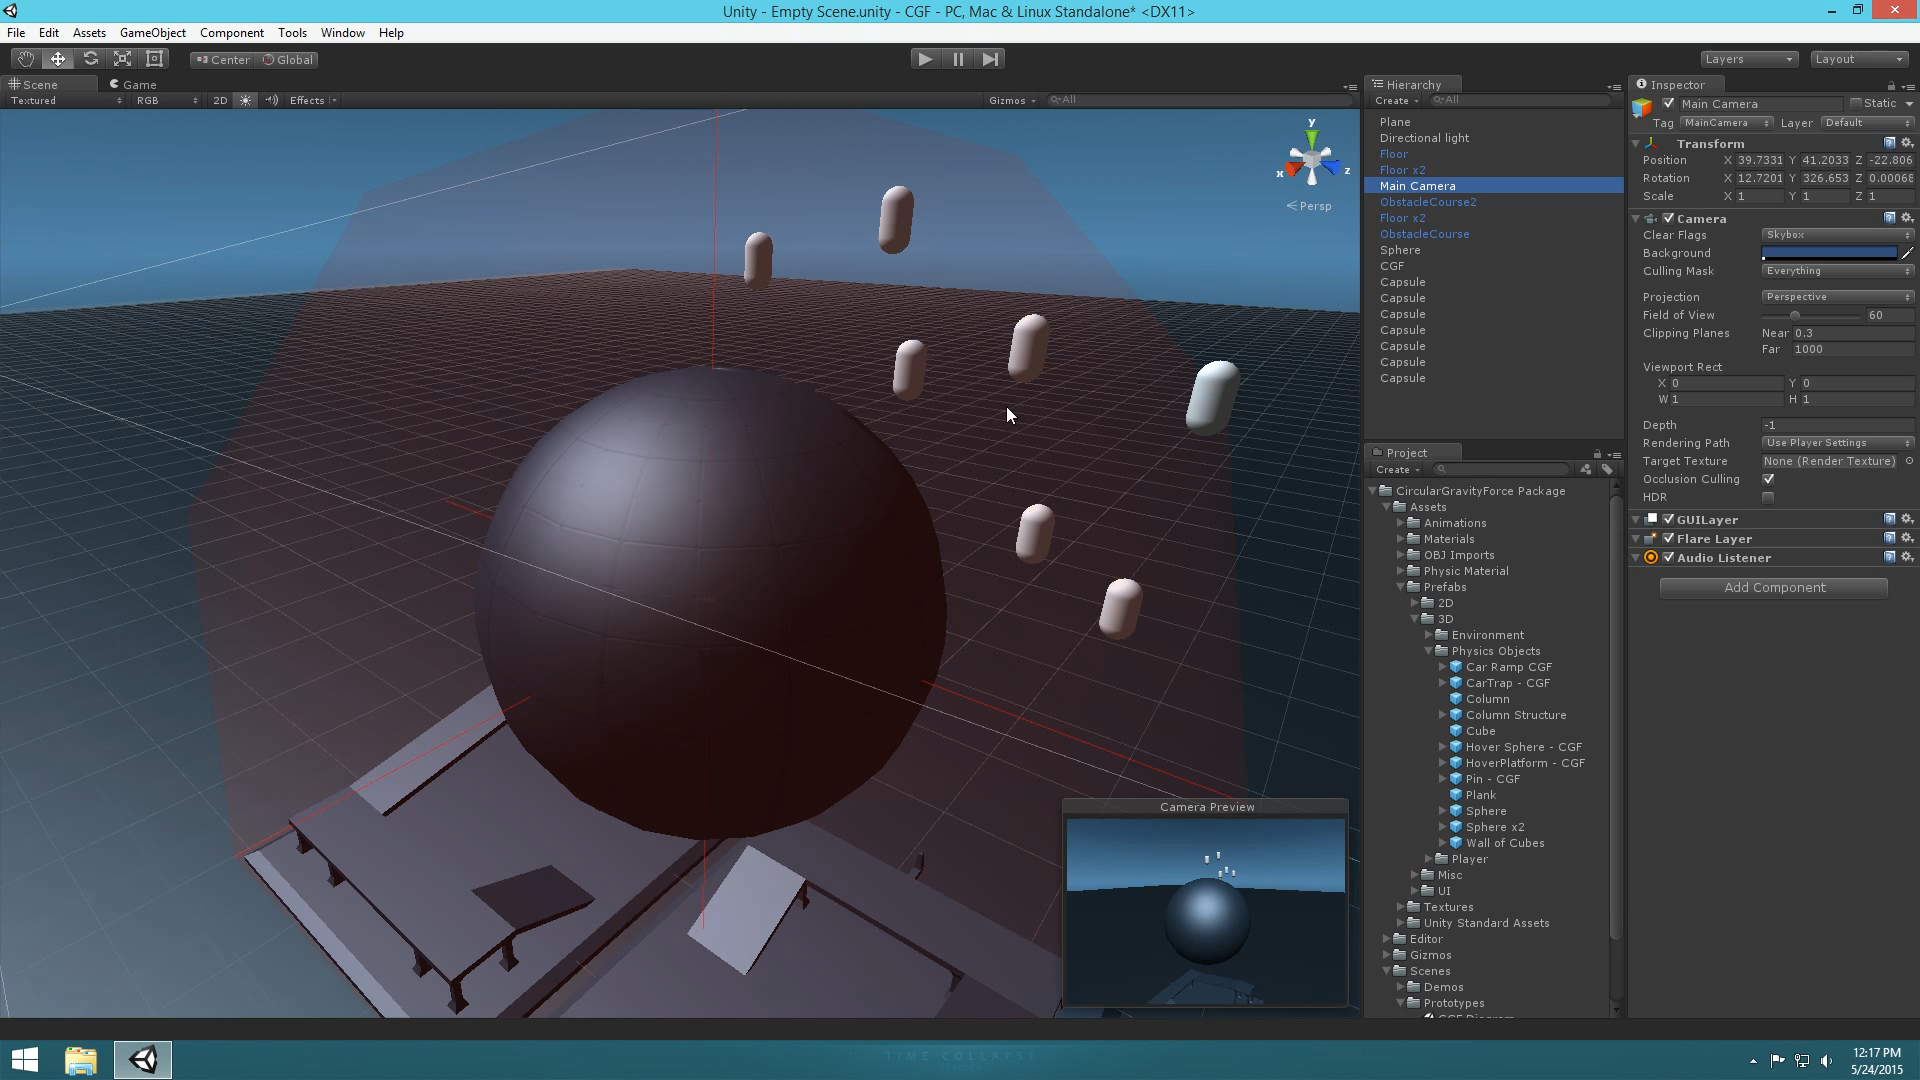 Unity - Empty Scene.unity - CGF - PC, Mac & Linux Standalone* <DX11>
File Edit Assets GameObject Component Tools Window Help
Center Global
Layers Layout
Scene Game
Textured RGB 2D Effects Gizmos All
y
x
z
Persp
Camera Preview
Hierarchy
Create All
Plane
Directional light
Floor
Floor x2
Main Camera
ObstacleCourse2
Floor x2
ObstacleCourse
Sphere
CGF
Capsule
Capsule
Capsule
Capsule
Capsule
Capsule
Capsule
Project
Create
CircularGravityForce Package
Assets
Animations
Materials
OBJ Imports
Physic Material
Prefabs
2D
3D
Environment
Physics Objects
Car Ramp CGF
CarTrap - CGF
Column
Column Structure
Cube
Hover Sphere - CGF
HoverPlatform - CGF
Pin - CGF
Plank
Sphere
Sphere x2
Wall of Cubes
Player
Misc
UI
Textures
Unity Standard Assets
Editor
Gizmos
Scenes
Demos
Prototypes
Inspector
Main Camera Static
Tag MainCamera Layer Default
Transform
Position X 39.7331 Y 41.2033 Z -22.806
Rotation X 12.7201 Y 326.653 Z 0.00068
Scale X 1 Y 1 Z 1
Camera
Clear Flags Skybox
Background
Culling Mask Everything
Projection Perspective
Field of View 60
Clipping Planes Near 0.3
Far 1000
Viewport Rect
X 0 Y 0
W 1 H 1
Depth -1
Rendering Path Use Player Settings
Target Texture None (Render Texture)
Occlusion Culling
HDR
GUILayer
Flare Layer
Audio Listener
Add Component
TIME COLLAPSE
12:17 PM
5/24/2015